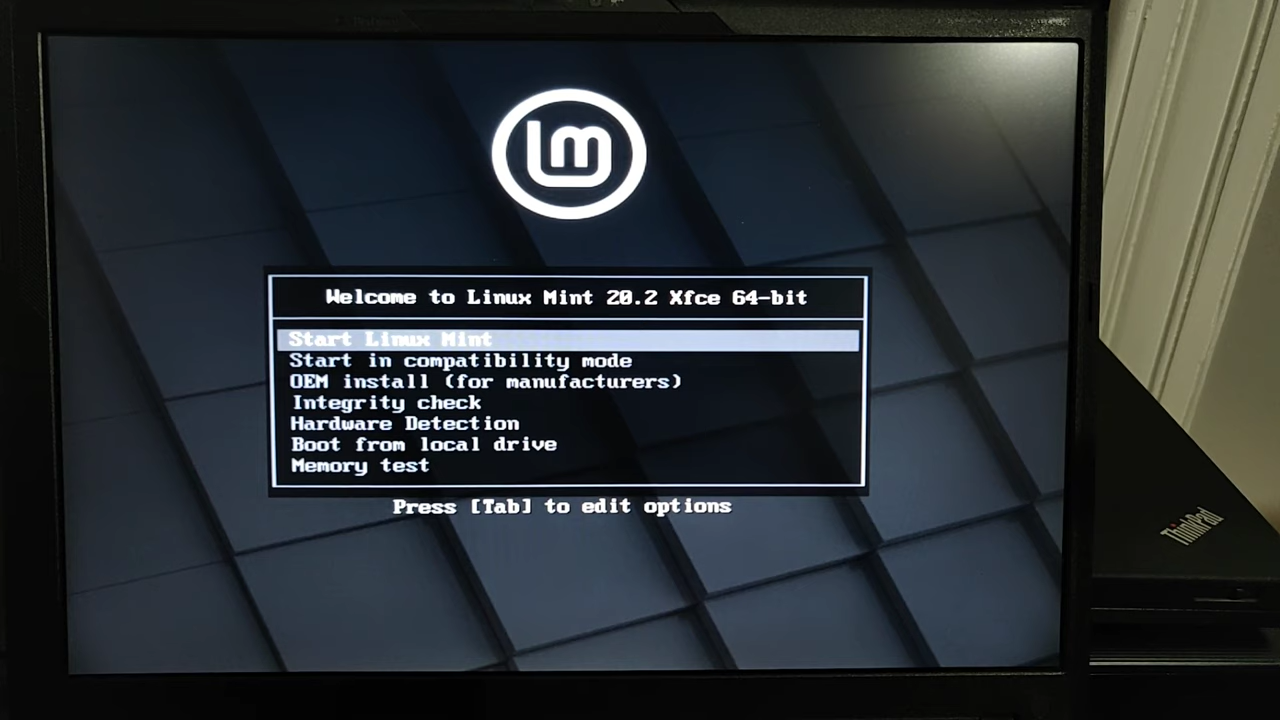 lm
Welcome to Linux Mint 20.2 Xfce 64-bit
Start Linux Mint
Start in compatibility mode
OEM install (for manufacturers)
Integrity check
Hardware Detection
Boot from local drive
Memory test
Press [Tab] to edit options
ThinkPad